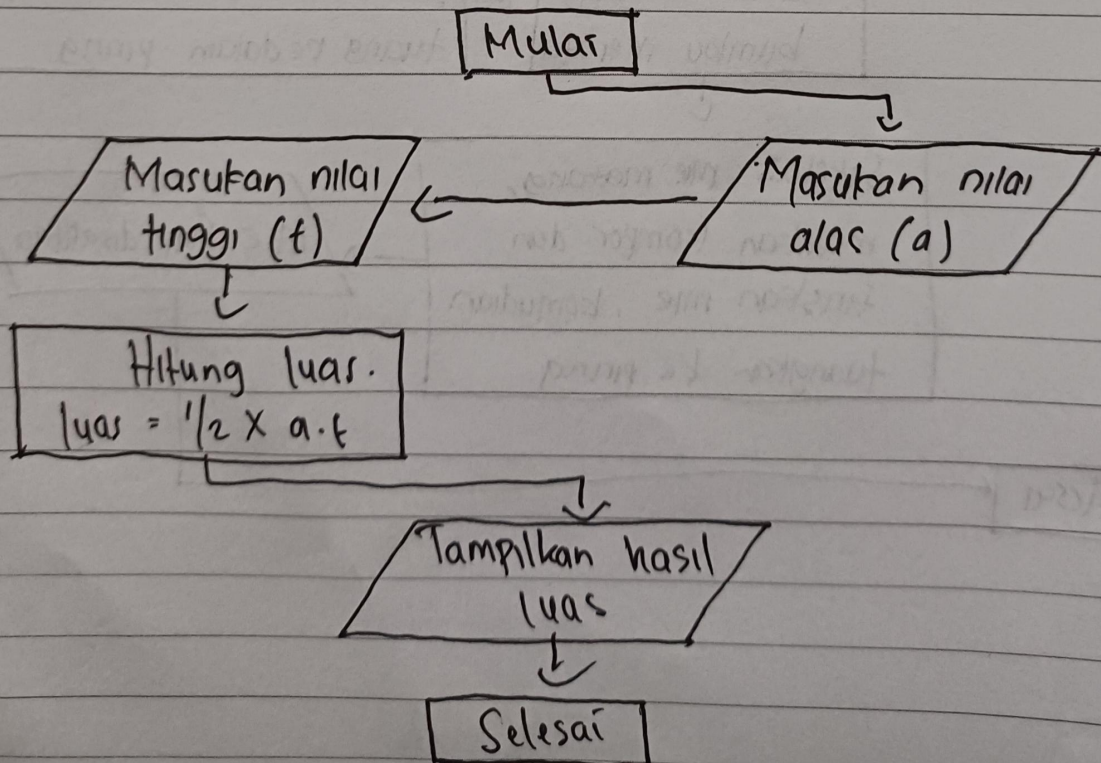 Mulai
Masukan nilai
alas (a)
Masukan nilai
tinggi (t)
Hitung luas.
luas = 1/2 X a.t
Tampilkan hasil
luas
Selesai